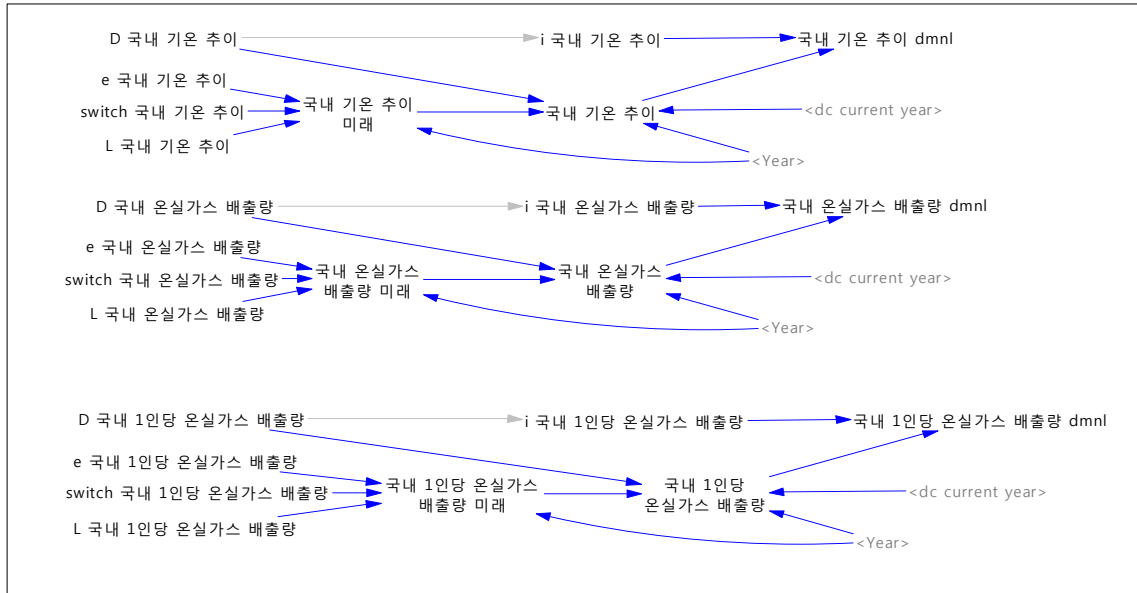 D 국내 기온 추이
i 국내 기온 추이
국내 기온 추이 dmnl
e 국내 기온 추이
switch 국내 기온 추이
L 국내 기온 추이
국내 기온 추이
미래
국내 기온 추이
<dc current year>
<Year>
D 국내 온실가스 배출량
i 국내 온실가스 배출량
국내 온실가스 배출량 dmnl
e 국내 온실가스 배출량
switch 국내 온실가스 배출량
L 국내 온실가스 배출량
국내 온실가스
배출량 미래
국내 온실가스
배출량
<dc current year>
<Year>
D 국내 1인당 온실가스 배출량
i 국내 1인당 온실가스 배출량
국내 1인당 온실가스 배출량 dmnl
e 국내 1인당 온실가스 배출량
switch 국내 1인당 온실가스 배출량
L 국내 1인당 온실가스 배출량
국내 1인당 온실가스
배출량 미래
국내 1인당
온실가스 배출량
<dc current year>
<Year>